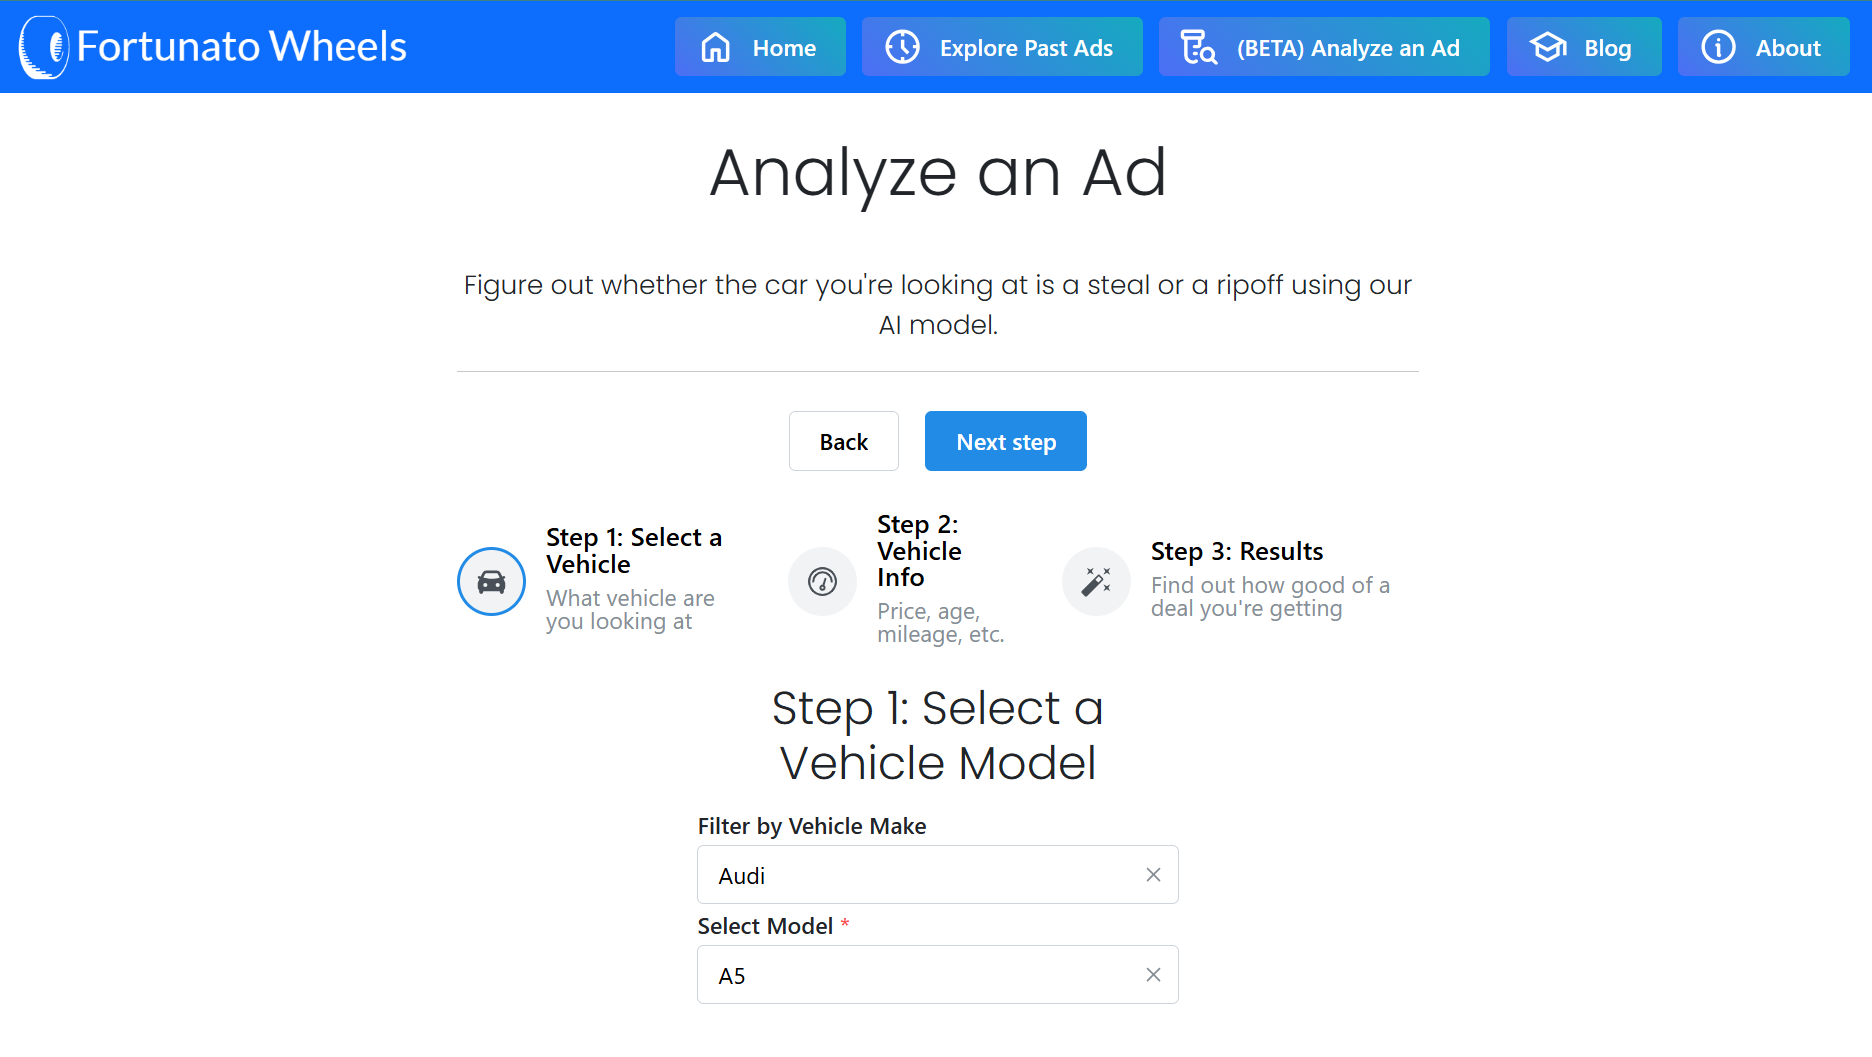 Fortunato Wheels
Home
Explore Past Ads
(BETA) Analyze an Ad
Blog
About
Analyze an Ad
Figure out whether the car you're looking at is a steal or a ripoff using our
AI model.
Back
Next step
Step 1: Select a
Vehicle
What vehicle are
you looking at
Step 2:
Vehicle
Info
Price, age,
mileage, etc.
Step 3: Results
Find out how good of a
deal you're getting
Step 1: Select a
Vehicle Model
Filter by Vehicle Make
Audi
Select Model *
A5